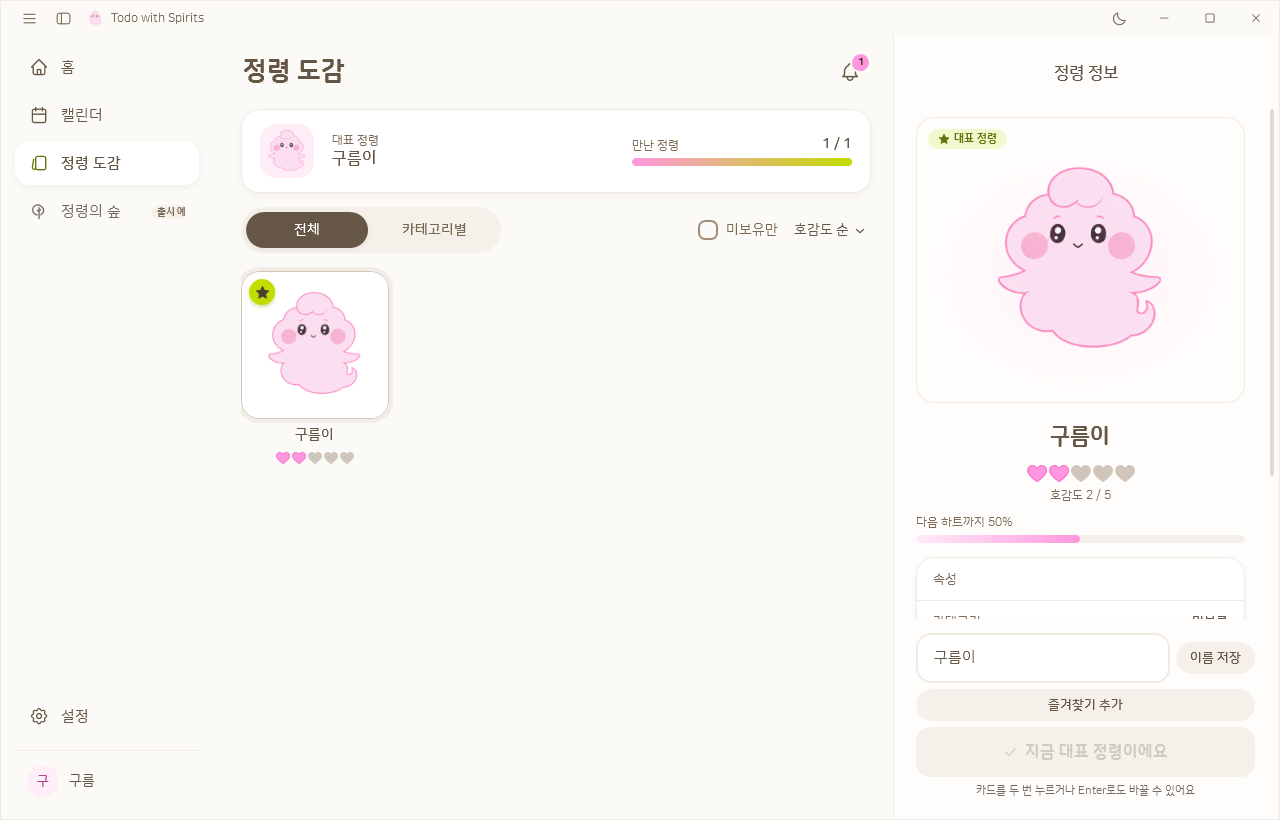 Todo with Spirits
홈
캘린더
정령 도감
정령의 숲
출시 예
설정
구
구름
정령 도감
1
대표 정령
구름이
만난 정령
1 / 1
전체
카테고리별
미보유만
호감도 순
구름이
정령 정보
대표 정령
구름이
호감도 2 / 5
다음 하트까지 50%
속성
구름이
이름 저장
즐겨찾기 추가
지금 대표 정령이에요
카드를 두 번 누르거나 Enter로도 바꿀 수 있어요